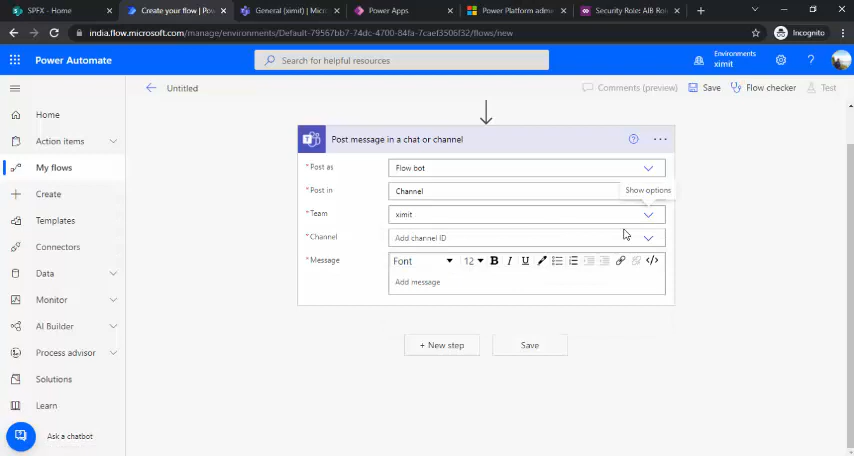 SPFX - Home
Create your flow | Pow
General (ximit) | Micros
Power Apps
Power Platform admi
Security Role: AIB Role
india.flow.microsoft.com/manage/environments/Default-79567bb7-74dc-4700-84fa-7caef3506f32/flows/new
Incognito
Power Automate
Search for helpful resources
Environments
ximit
Untitled
Comments (preview)
Save
Flow checker
Test
Home
Action items
My flows
Create
Templates
Connectors
Data
Monitor
AI Builder
Process advisor
Solutions
Learn
Ask a chatbot
Post message in a chat or channel
* Post as
Flow bot
* Post in
Channel
Show options
* Team
ximit
* Channel
Add channel ID
* Message
Font
12
B I U
</>
Add message
+ New step
Save